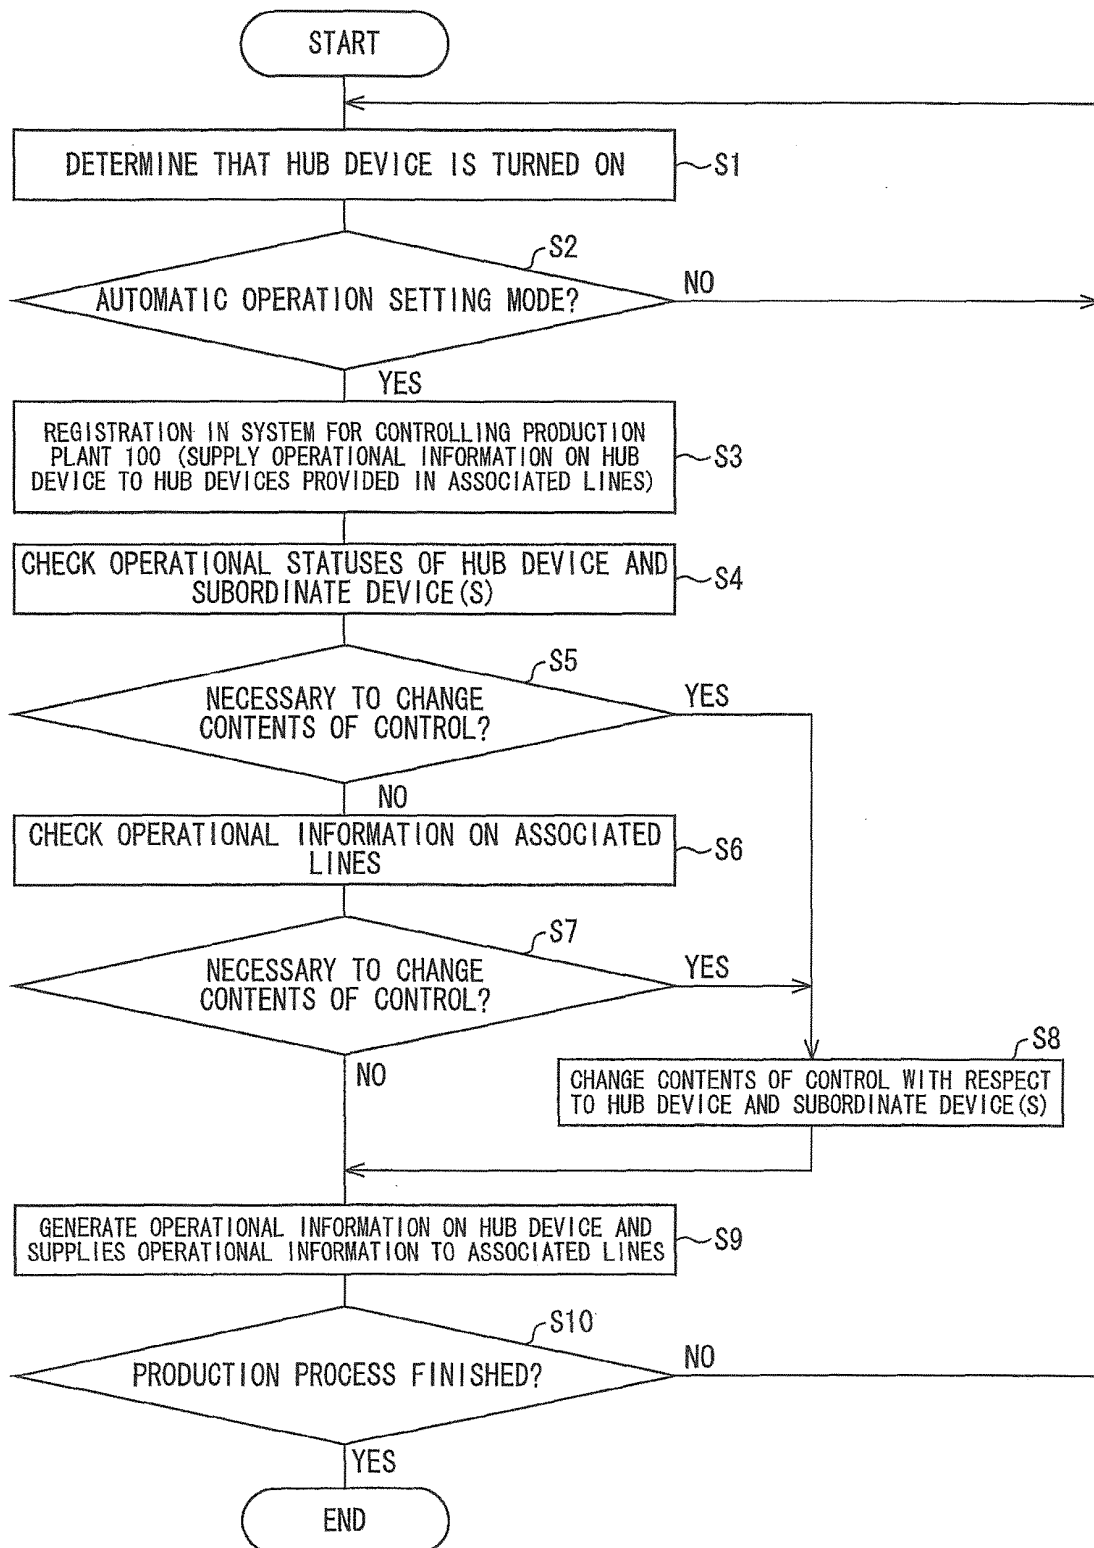 START
DETERMINE THAT HUB DEVICE IS TURNED ON
S1
S2
AUTOMATIC OPERATION SETTING MODE?
NO
YES
REGISTRATION IN SYSTEM FOR CONTROLLING PRODUCTION
PLANT 100 (SUPPLY OPERATIONAL INFORMATION ON HUB
DEVICE TO HUB DEVICES PROVIDED IN ASSOCIATED LINES)
S3
CHECK OPERATIONAL STATUSES OF HUB DEVICE AND
SUBORDINATE DEVICE(S)
S4
S5
NECESSARY TO CHANGE
CONTENTS OF CONTROL?
YES
NO
CHECK OPERATIONAL INFORMATION ON ASSOCIATED
LINES
S6
S7
NECESSARY TO CHANGE
CONTENTS OF CONTROL?
YES
NO
S8
CHANGE CONTENTS OF CONTROL WITH RESPECT
TO HUB DEVICE AND SUBORDINATE DEVICE(S)
GENERATE OPERATIONAL INFORMATION ON HUB DEVICE AND
SUPPLIES OPERATIONAL INFORMATION TO ASSOCIATED LINES
S9
S10
PRODUCTION PROCESS FINISHED?
NO
YES
END